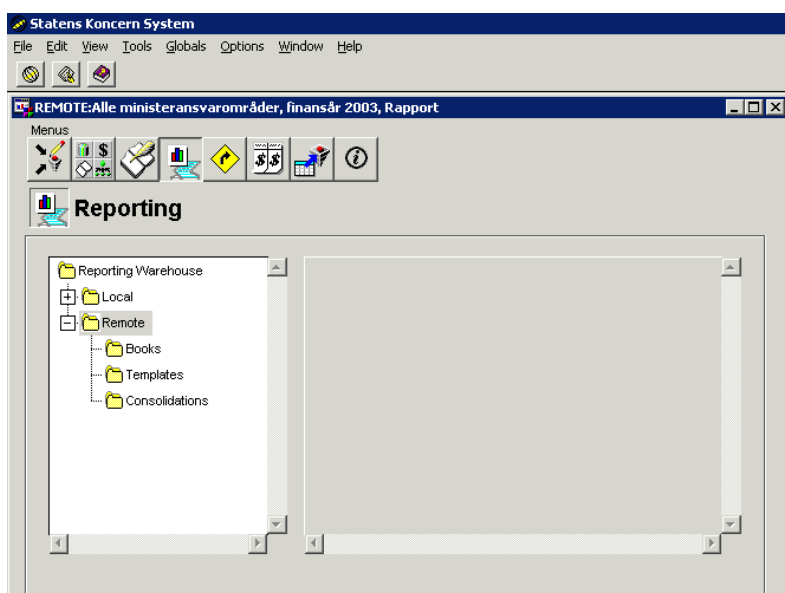 Statens Koncern System
File Edit View Tools Globals Options Window Help
REMOTE:Alle ministeransvarområder, finansår 2003, Rapport
Menus
Reporting
Reporting Warehouse
Local
Remote
Books
Templates
Consolidations